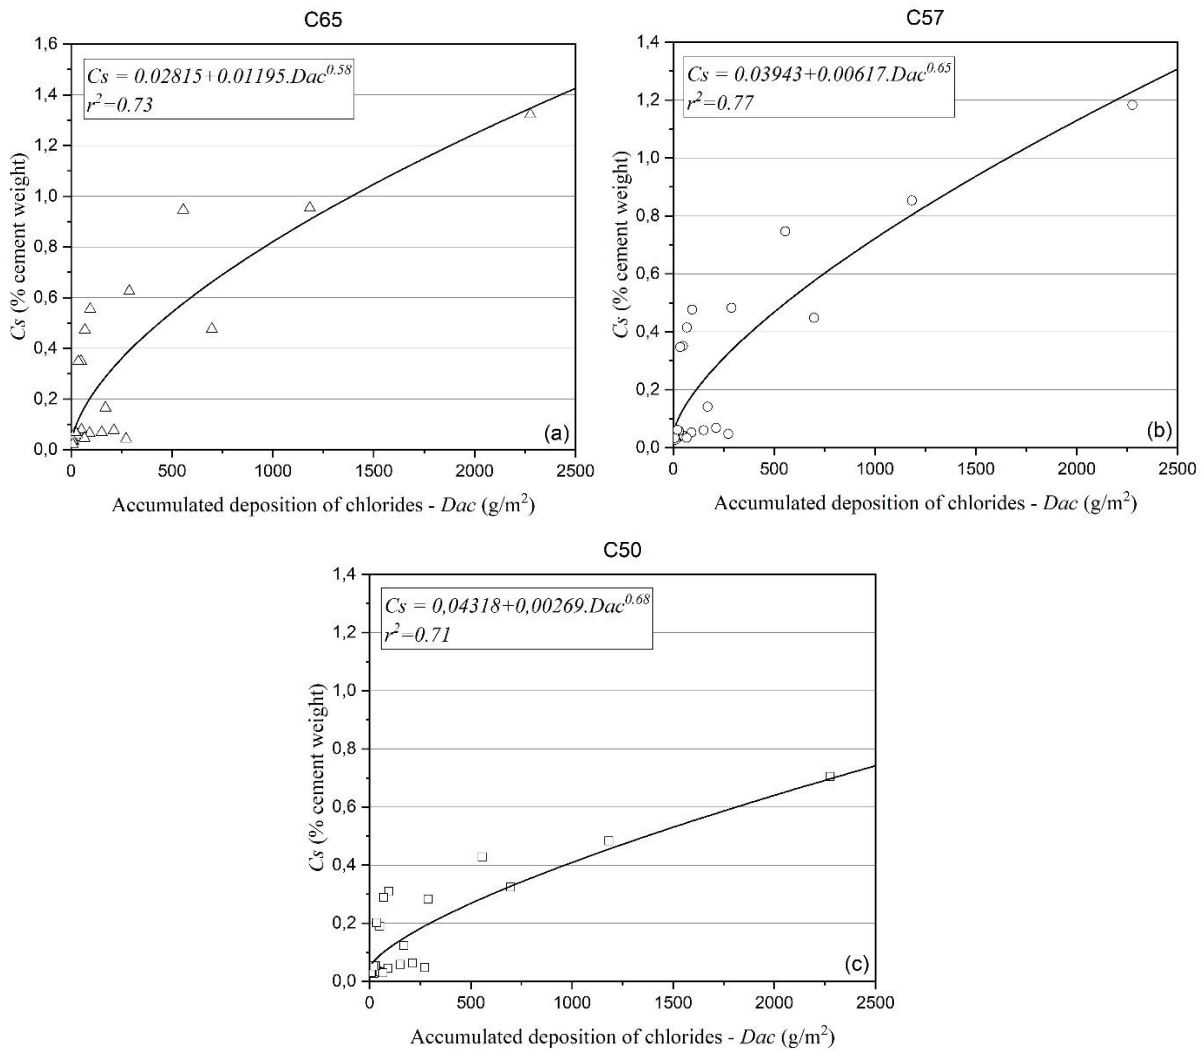 C65
Cs = 0.02815+0.01195.Dac^0.58
r²=0.73
1,6
1,4
1,2
1,0
0,8
0,6
0,4
0,2
0,0
Cs (% cement weight)
(a)
0 500 1000 1500 2000 2500
Accumulated deposition of chlorides - Dac (g/m²)
C57
Cs = 0.03943+0.00617.Dac^0.65
r²=0.77
1,4
1,2
1,0
0,8
0,6
0,4
0,2
0,0
Cs (% cement weight)
(b)
0 500 1000 1500 2000 2500
Accumulated deposition of chlorides - Dac (g/m²)
C50
Cs = 0,04318+0,00269.Dac^0.68
r²=0.71
1,4
1,2
1,0
0,8
0,6
0,4
0,2
0,0
Cs (% cement weight)
(c)
0 500 1000 1500 2000 2500
Accumulated deposition of chlorides - Dac (g/m²)